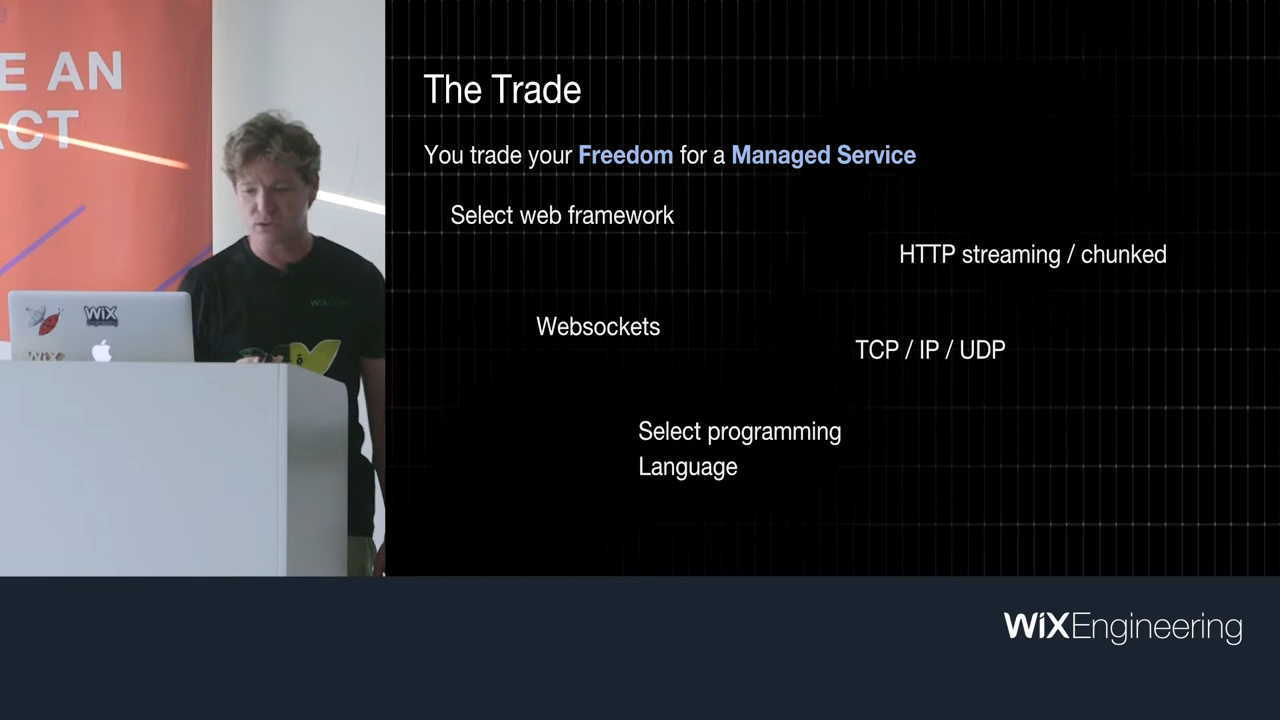 E AN
ACT
WiX
Engineering
WiX
The Trade
You trade your Freedom for a Managed Service
Select web framework
HTTP streaming / chunked
Websockets
TCP / IP / UDP
Select programming
Language
WiXEngineering